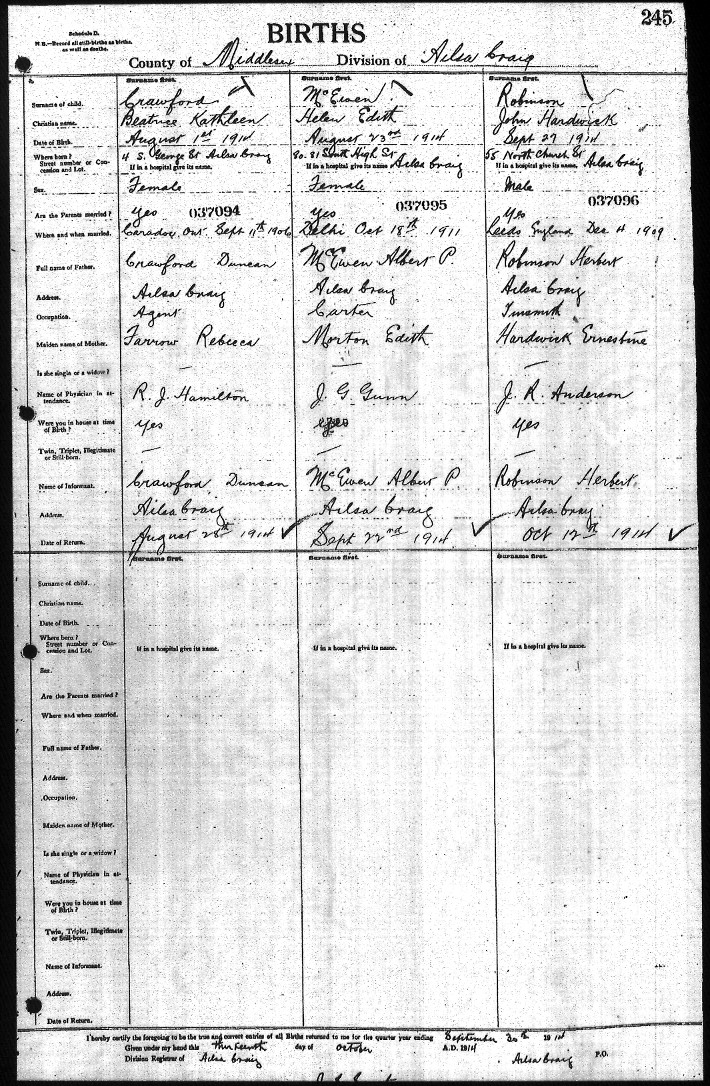 245
Schedule D.
N.B.—Record all still-births as births, as well as deaths.
BIRTHS
County of Middlesex Division of Ailsa Craig
Surname first. Surname first. Surname first.
Surname of child. Crawford McEwen Robinson
Christian name. Beatrice Kathleen Helen Edith John Hardwick
Date of Birth. August 1st 1914 August 23rd 1914 Sept 27 1914
Where born? 4 S. George St Ailsa Craig 30.31 South High St Ailsa Craig 58 North Church St Ailsa Craig
Street number or Concession and Lot. If in a hospital give its name. If in a hospital give its name. If in a hospital give its name.
Sex. Female Female Male
037094 037095 037096
Are the Parents married? yes yes yes
Where and when married. Caradoc, Ont. Sept 11th 1906 Delhi Oct 18th 1911 Leeds England Dec 4 1909
Full name of Father. Crawford Duncan McEwen Albert P. Robinson Herbert
Address. Ailsa Craig Ailsa Craig Ailsa Craig
Occupation. Agent Carter Tinsmith
Maiden name of Mother. Farrow Rebecca Morton Edith Hardwick Ernestine
Is she single or a widow? — — —
Name of Physician in attendance. R. J. Hamilton J. G. Gunn J. R. Anderson
Were you in house at time of Birth? yes yes yes
Twin, Triplet, Illegitimate or Still-born. — — —
Name of Informant. Crawford Duncan McEwen Albert P. Robinson Herbert
Address. Ailsa Craig Ailsa Craig Ailsa Craig
Date of Return. August 28th 1914 Sept 22nd 1914 Oct 12th 1914
Surname first. Surname first. Surname first.
Surname of child.
Christian name.
Date of Birth.
Where born?
Street number or Concession and Lot. If in a hospital give its name. If in a hospital give its name. If in a hospital give its name.
Sex.
Are the Parents married?
Where and when married.
Full name of Father.
Address.
Occupation.
Maiden name of Mother.
Is she single or a widow?
Name of Physician in attendance.
Were you in house at time of Birth?
Twin, Triplet, Illegitimate or Still-born.
Name of Informant.
Address.
Date of Return.
I hereby certify the foregoing to be the true and correct entries of all Births returned to me for the quarter year ending September 30th 1914
Given under my hand this thirteenth day of October A.D. 1914
Division Registrar of Ailsa Craig Ailsa Craig P.O.